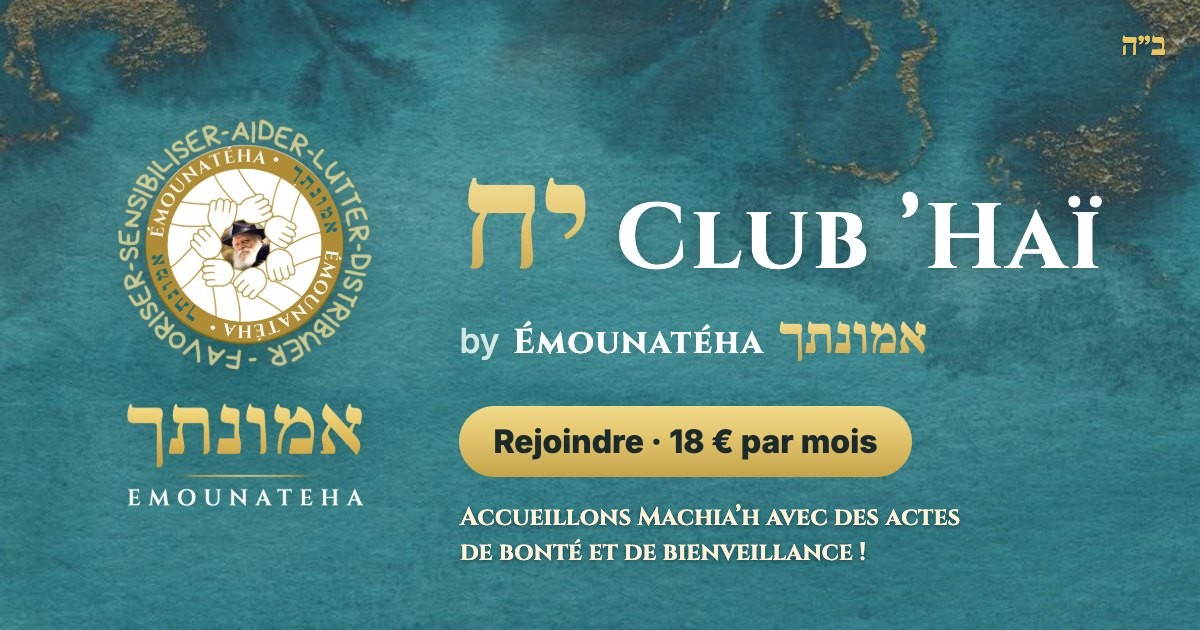 ב״ה
FAVORISER-SENSIBILISER-AIDER-LUTTER-DISTRIBUER -
ÉMOUNATÉHA • אמונתך
ÉMOUNATÉHA
ÉMOUNATÉHA • אמונתך
אמונתך
EMOUNATEHA
יח Club ’Haï
by Émounatéha אמונתך
Rejoindre · 18 € par mois
Accueillons Machia’h avec des actes
de bonté et de bienveillance !